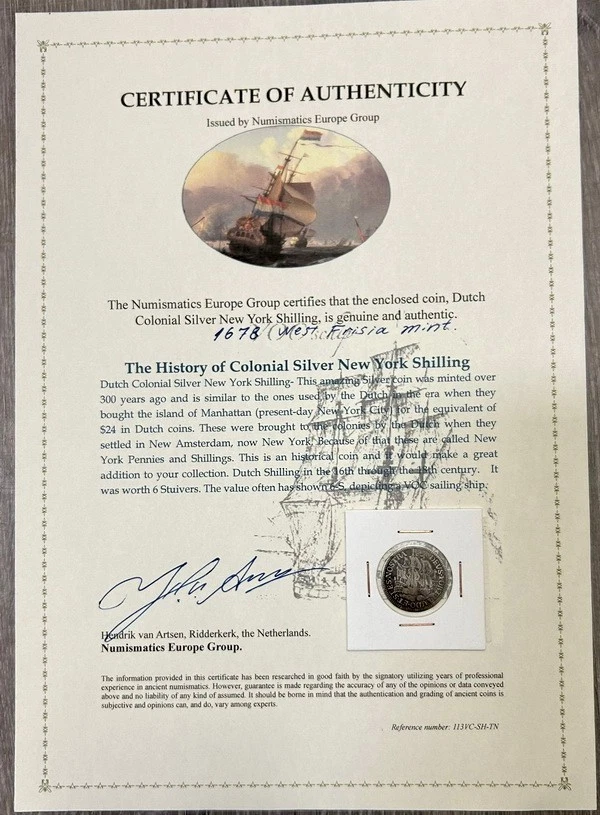 CERTIFICATE OF AUTHENTICITY
Issued by Numismatics Europe Group
The Numismatics Europe Group certifies that the enclosed coin, Dutch
Colonial Silver New York Shilling, is genuine and authentic.
1678 West Frisia mint.
The History of Colonial Silver New York Shilling
Dutch Colonial Silver New York Shilling- This amazing Silver coin was minted over
300 years ago and is similar to the ones used by the Dutch in the era when they
bought the island of Manhattan (present-day New York City) for the equivalent of
$24 in Dutch coins. These were brought to the colonies by the Dutch when they
settled in New Amsterdam, now New York. Because of that these are called New
York Pennies and Shillings. This is an historical coin and it would make a great
addition to your collection. Dutch Shilling in the 16th through the 18th century. It
was worth 6 Stuivers. The value often has shown 6-S. depicting a VOC sailing ship.
Hendrik van Artsen, Ridderkerk, the Netherlands.
Numismatics Europe Group.
The information provided in this certificate has been researched in good faith by the signatory utilizing years of professional
experience in ancient numismatics. However, guarantee is made regarding the accuracy of any of the opinions or data conveyed
above and no liability of any kind of assumed. It should be borne in mind that the authentication and grading of ancient coins is
subjective and opinions can, and do, vary among experts.
Reference number: 113VC-SH-TN